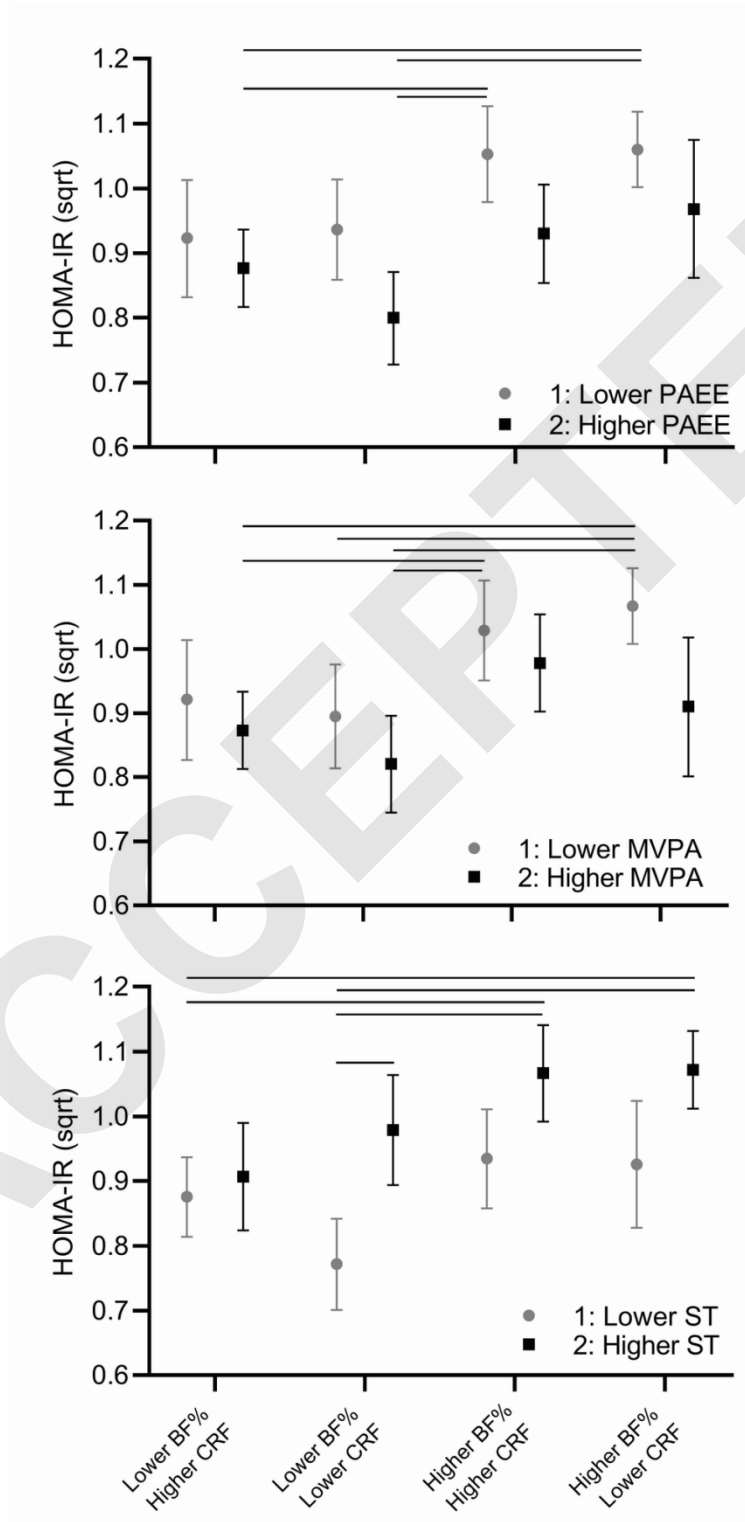 1.2
1.1
1.0
0.9
0.8
0.7
0.6
HOMA-IR (sqrt)
1: Lower PAEE
2: Higher PAEE
1.2
1.1
1.0
0.9
0.8
0.7
0.6
HOMA-IR (sqrt)
1: Lower MVPA
2: Higher MVPA
1.2
1.1
1.0
0.9
0.8
0.7
0.6
HOMA-IR (sqrt)
1: Lower ST
2: Higher ST
Lower BF%
Higher CRF
Lower BF%
Lower CRF
Higher BF%
Higher CRF
Higher BF%
Lower CRF
ACCEPTE